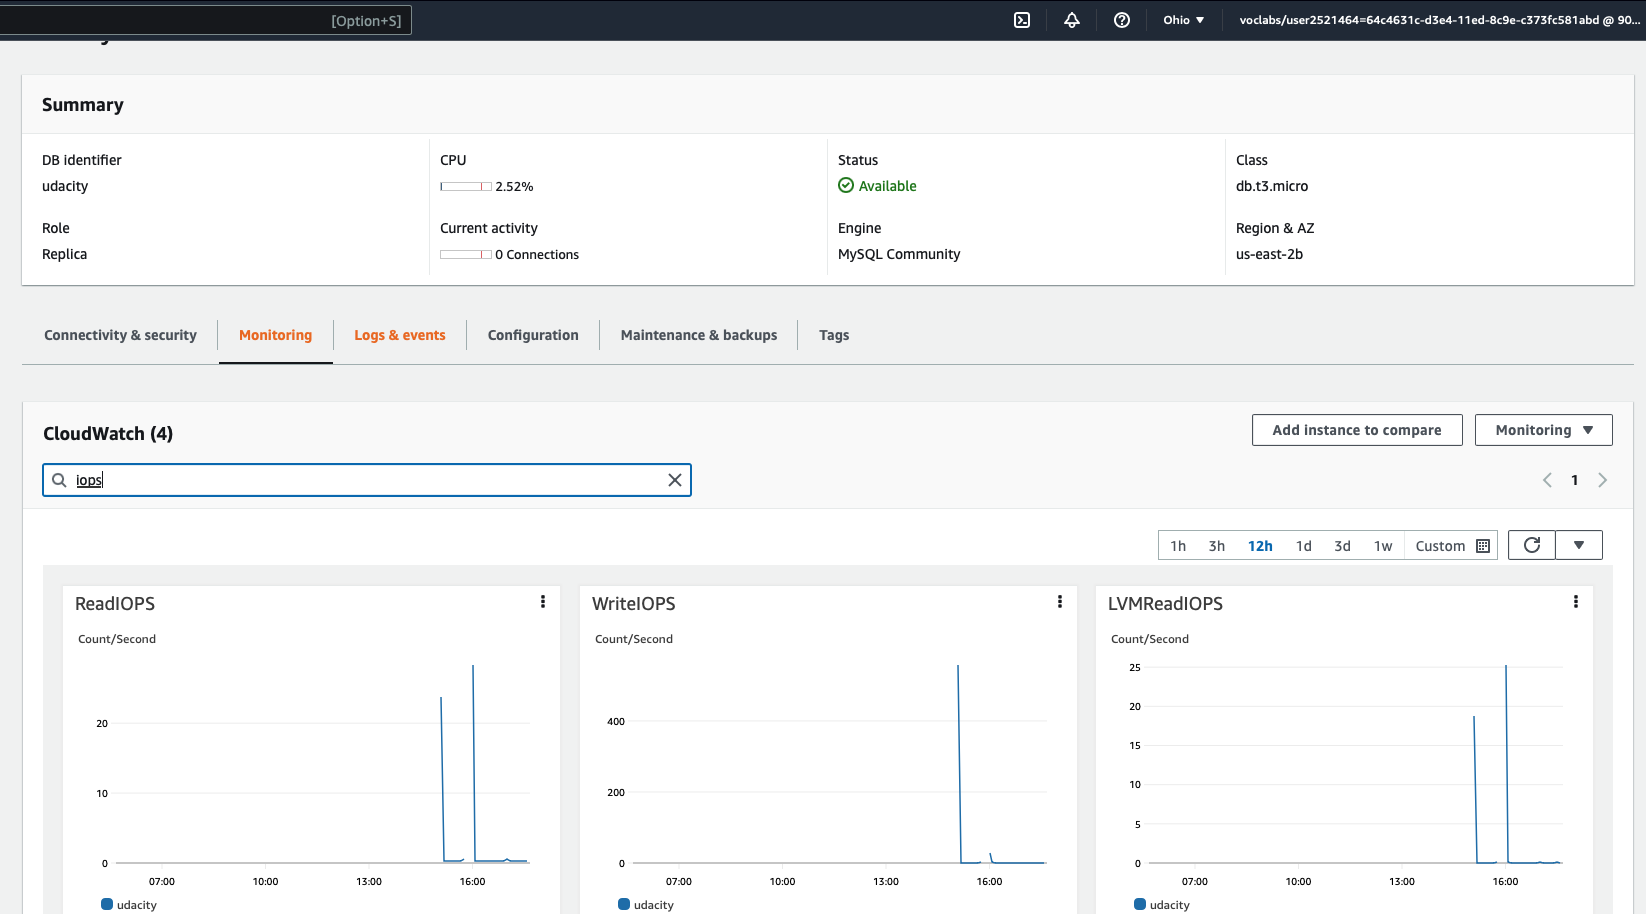 [Option+S]
Ohio ▼
voclabs/user2521464=64c4631c-d3e4-11ed-8c9e-c373fc581abd @ 90...
Summary
DB identifier
CPU
Status
Class
udacity
2.52%
Available
db.t3.micro
Role
Current activity
Engine
Region & AZ
Replica
0 Connections
MySQL Community
us-east-2b
Connectivity & security
Monitoring
Logs & events
Configuration
Maintenance & backups
Tags
CloudWatch (4)
Add instance to compare
Monitoring ▼
iops
1
1h 3h 12h 1d 3d 1w Custom
ReadIOPS
Count/Second
20
10
0
07:00 10:00 13:00 16:00
udacity
WriteIOPS
Count/Second
400
200
0
07:00 10:00 13:00 16:00
udacity
LVMReadIOPS
Count/Second
25
20
15
10
5
0
07:00 10:00 13:00 16:00
udacity